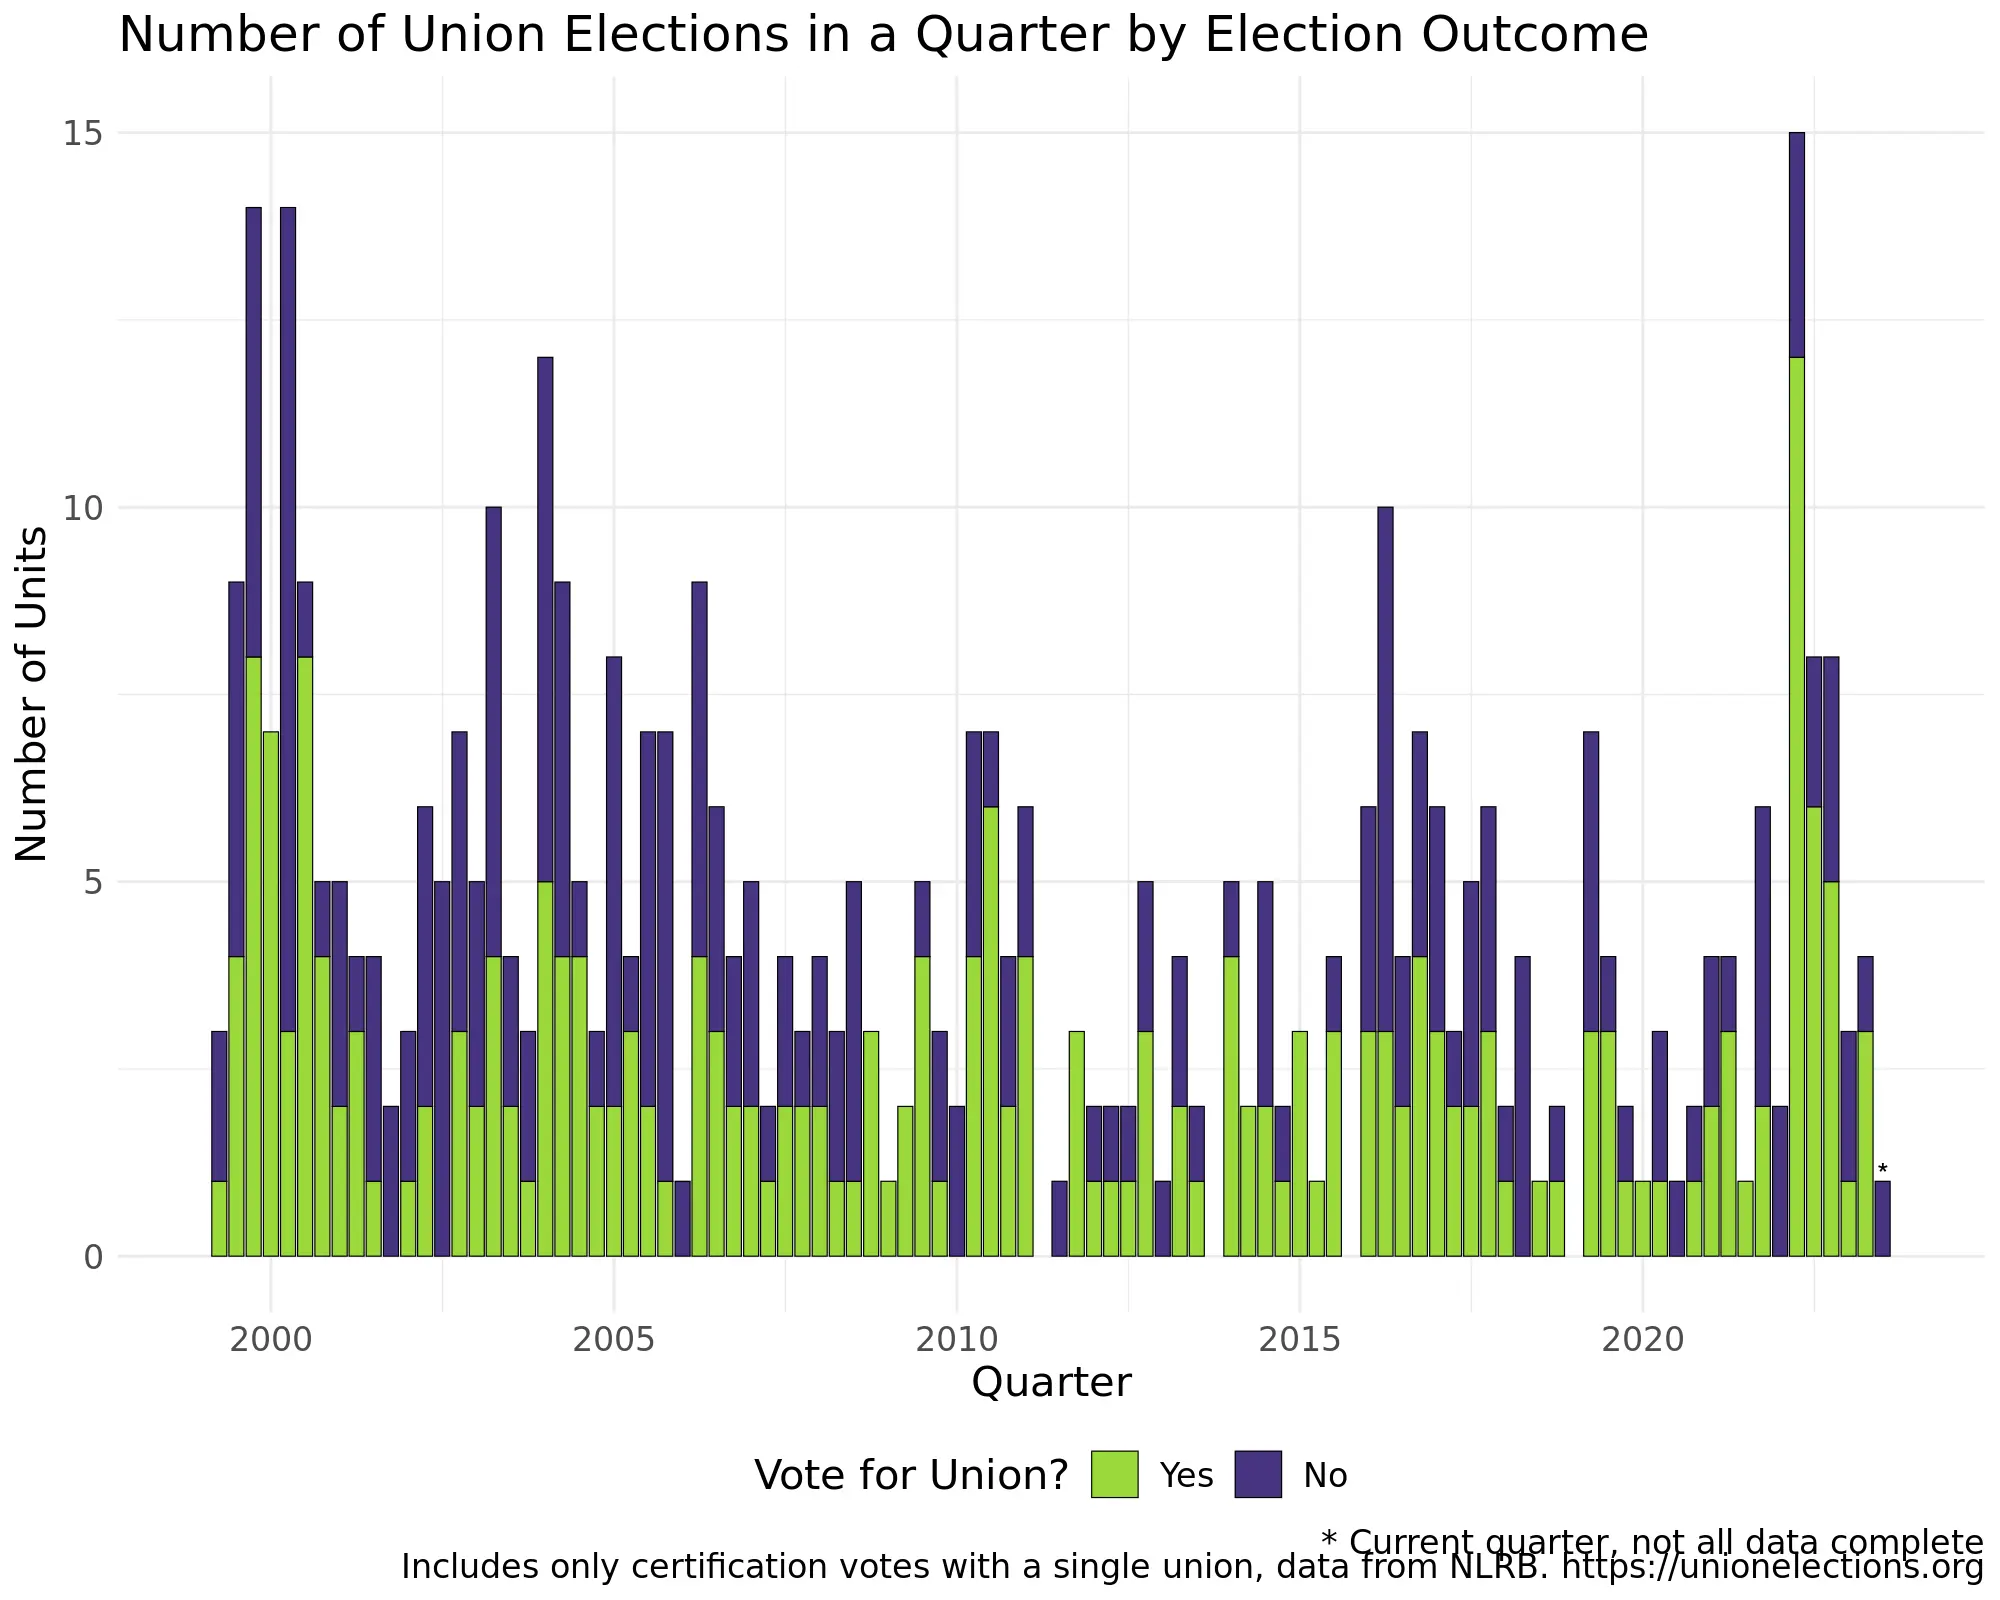 Number of Union Elections in a Quarter by Election Outcome
Number of Units
15
10
5
0
*
2000 2005 2010 2015 2020
Quarter
Vote for Union? Yes No
* Current quarter, not all data complete
Includes only certification votes with a single union, data from NLRB. https://unionelections.org